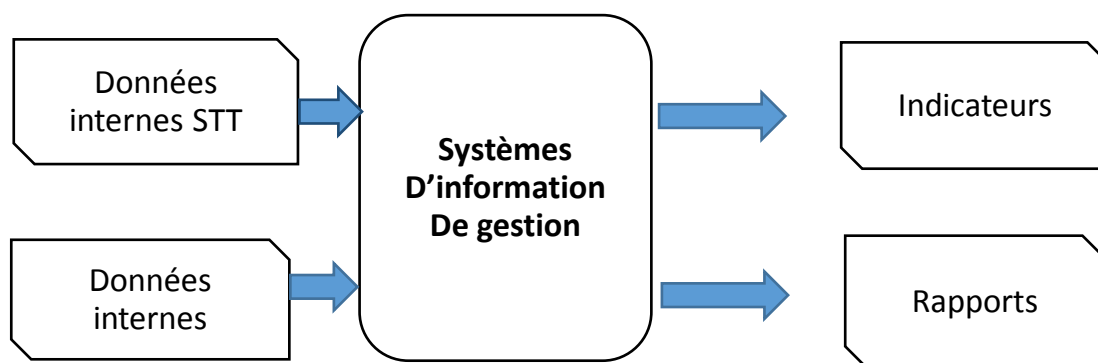 Données
internes STT
Données
internes
Systèmes
D’information
De gestion
Indicateurs
Rapports